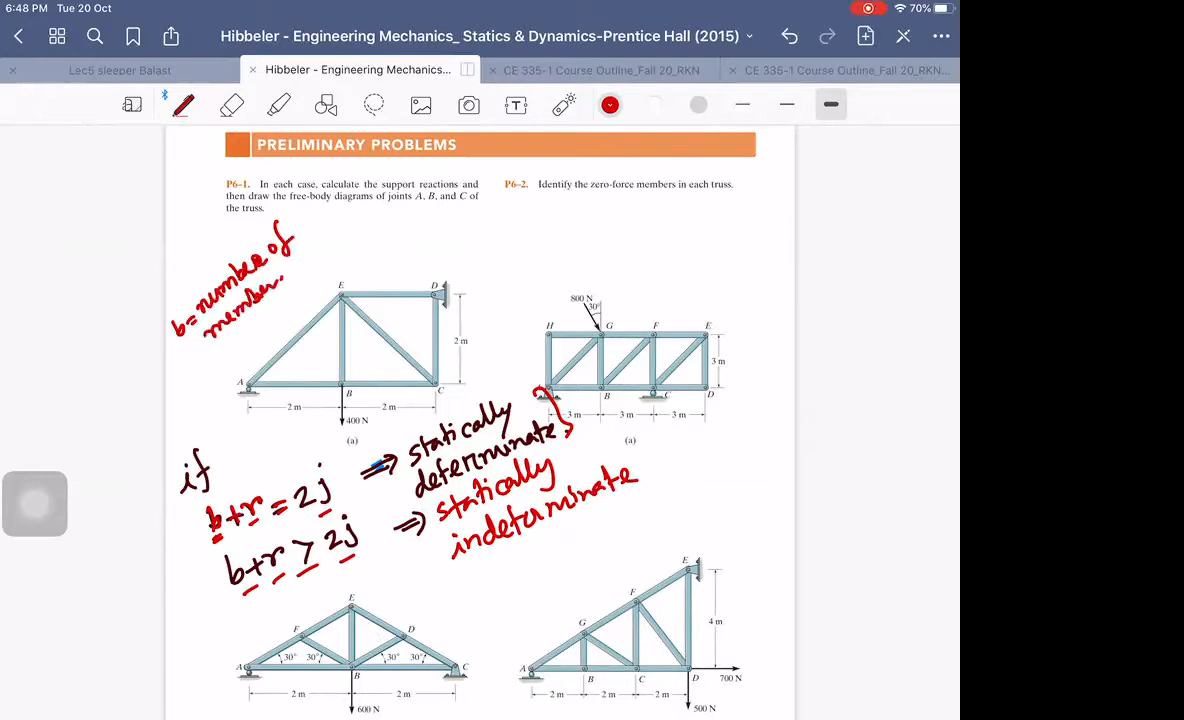 6:48 PM Tue 20 Oct
70%
Hibbeler - Engineering Mechanics_ Statics & Dynamics-Prentice Hall (2015)
Lec5 sleeper Balast
Hibbeler - Engineering Mechanics...
CE 335-1 Course Outline_Fall 20_RKN
CE 335-1 Course Outline_Fall 20_RKN...
PRELIMINARY PROBLEMS
P6–1. In each case, calculate the support reactions and
then draw the free-body diagrams of joints A, B, and C of
the truss.
P6–2. Identify the zero-force members in each truss.
b= number of
member.
E
D
2 m
A
B
C
2 m
2 m
400 N
(a)
800 N
30°
H
G
F
E
3 m
B
C
D
3 m
3 m
3 m
(a)
if
b+r = 2j ⇒ statically
determinate
b+r > 2j ⇒ statically
indeterminate
E
F
D
30°
30°
30°
30°
A
B
C
2 m
2 m
600 N
E
F
G
4 m
A
B
C
D
700 N
2 m
2 m
2 m
500 N